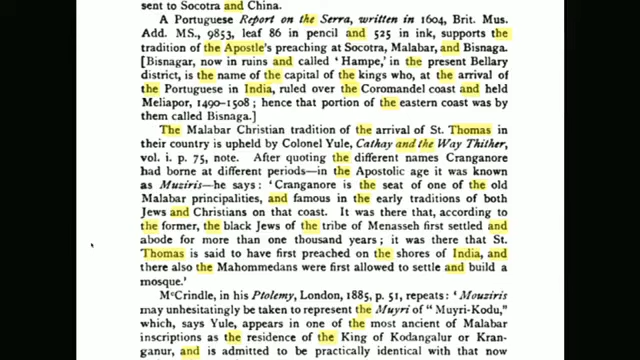 sent to Socotra and China.
A Portuguese Report on the Serra, written in 1604, Brit. Mus.
Add. MS., 9853, leaf 86 in pencil and 525 in ink, supports the
tradition of the Apostle's preaching at Socotra, Malabar, and Bisnaga.
[Bisnagar, now in ruins and called 'Hampe,' in the present Bellary
district, is the name of the capital of the kings who, at the arrival of
the Portuguese in India, ruled over the Coromandel coast and held
Meliapor, 1490-1508; hence that portion of the eastern coast was by
them called Bisnaga.]
The Malabar Christian tradition of the arrival of St. Thomas in
their country is upheld by Colonel Yule, Cathay and the Way Thither,
vol. i. p. 75, note. After quoting the different names Cranganore
had borne at different periods—in the Apostolic age it was known
as Muziris—he says: 'Cranganore is the seat of one of the old
Malabar principalities, and famous in the early traditions of both
Jews and Christians on that coast. It was there that, according to
the former, the black Jews of the tribe of Menasseh first settled and
abode for more than one thousand years; it was there that St.
Thomas is said to have first preached on the shores of India, and
there also the Mahommedans were first allowed to settle and build a
mosque.'
McCrindle, in his Ptolemy, London, 1885, p. 51, repeats: 'Mouziris
may unhesitatingly be taken to represent the Muyri of "Muyri-Kodu,"
which, says Yule, appears in one of the most ancient of Malabar
inscriptions as the residence of the King of Kodangalur or Kran-
ganur, and is admitted to be practically identical with that now